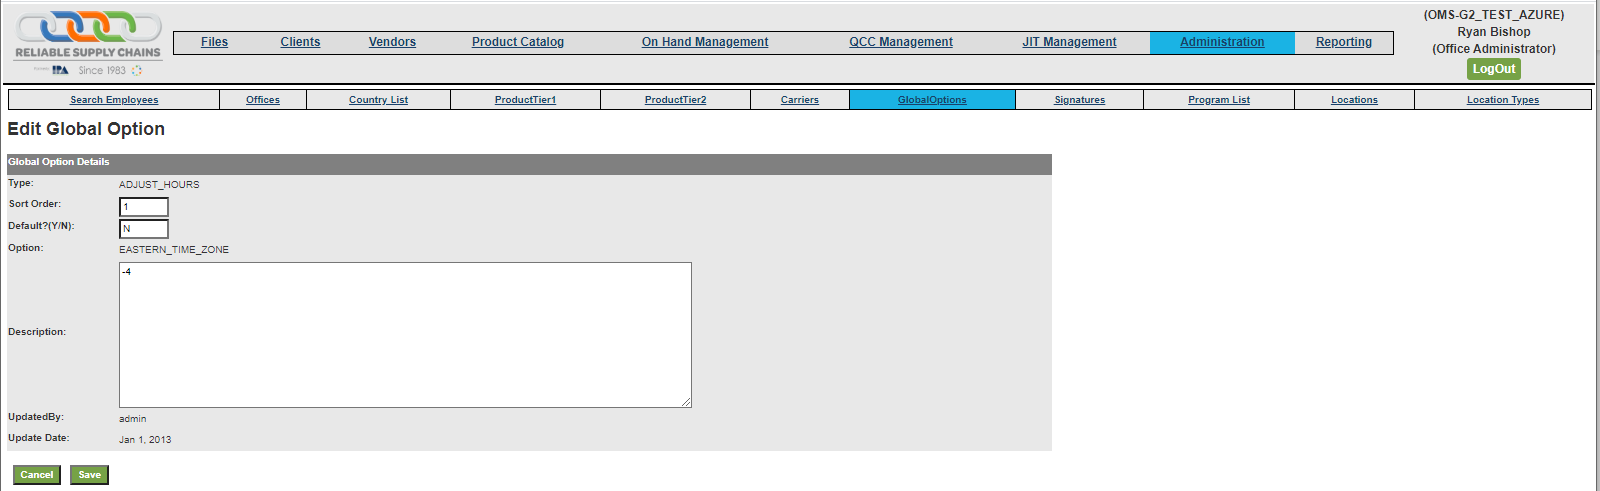 RELIABLE SUPPLY CHAINS
IPA Since 1983
Files Clients Vendors Product Catalog On Hand Management QCC Management JIT Management Administration Reporting
(OMS-G2_TEST_AZURE)
Ryan Bishop
(Office Administrator)
LogOut
Search Employees Offices Country List ProductTier1 ProductTier2 Carriers GlobalOptions Signatures Program List Locations Location Types
Edit Global Option
Global Option Details
Type: ADJUST_HOURS
Sort Order: 1
Default?(Y/N): N
Option: EASTERN_TIME_ZONE
-4
Description:
UpdatedBy: admin
Update Date: Jan 1, 2013
Cancel Save